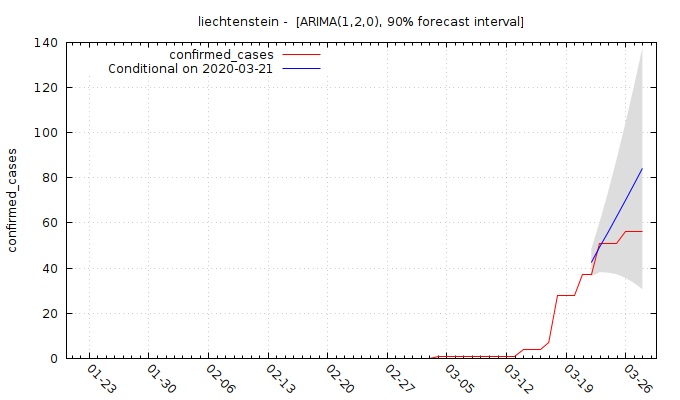 liechtenstein -  [ARIMA(1,2,0), 90% forecast interval]
confirmed_cases
Conditional on 2020-03-21
confirmed_cases
140
120
100
80
60
40
20
0
01-23 01-30 02-06 02-13 02-20 02-27 03-05 03-12 03-19 03-26